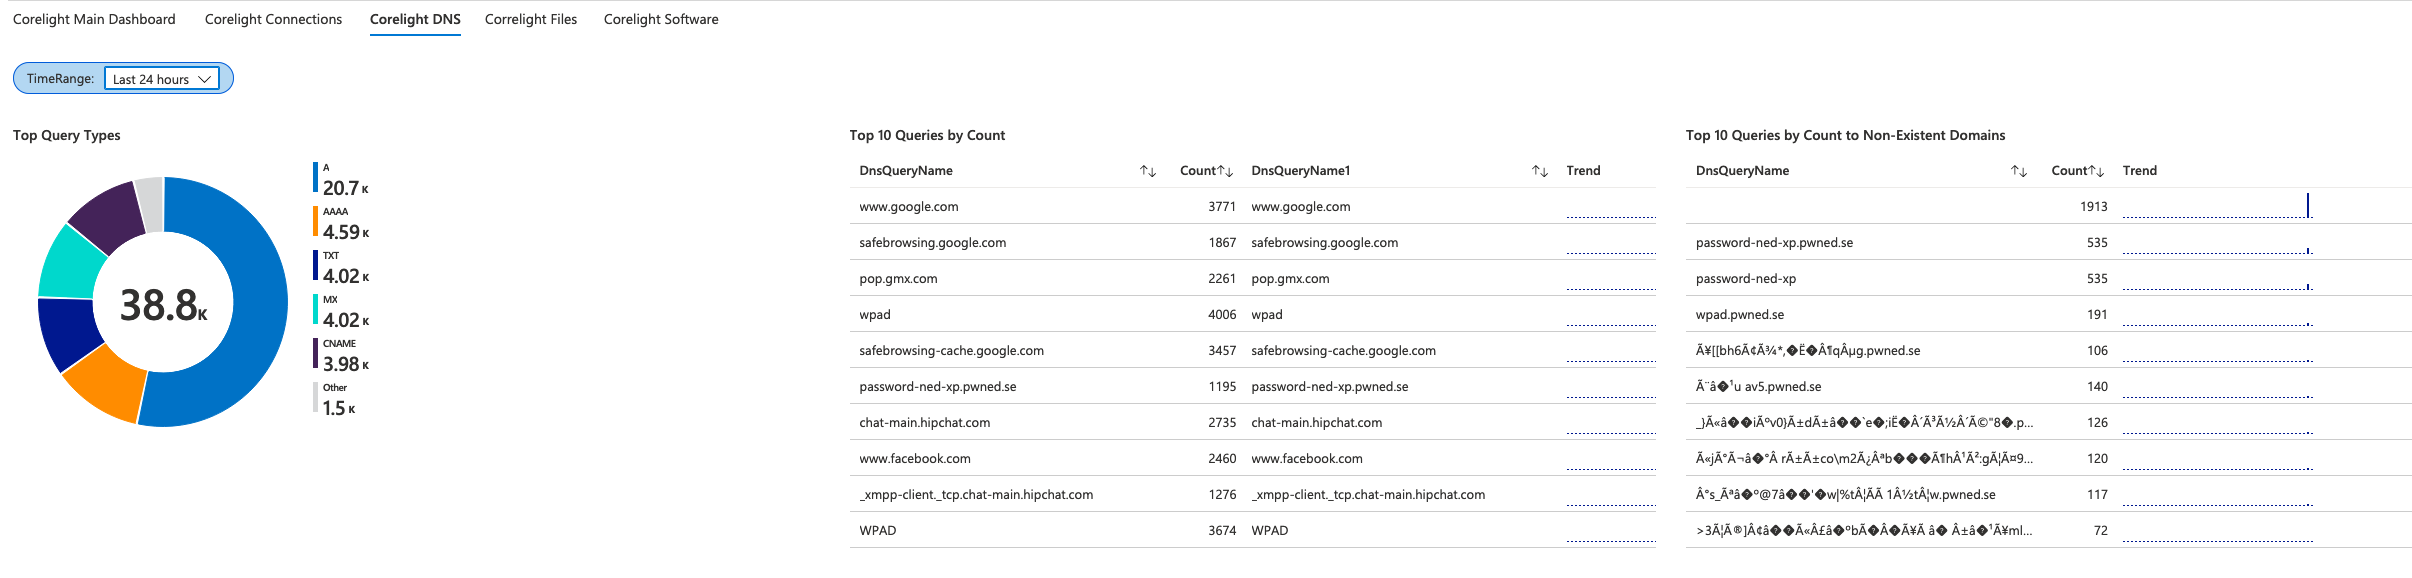 Corelight Main Dashboard Corelight Connections Corelight DNS Correlight Files Corelight Software
TimeRange: Last 24 hours
Top Query Types
A
20.7 K
AAAA
4.59 K
TXT
4.02 K
MX
4.02 K
CNAME
3.98 K
Other
1.5 K
38.8K
Top 10 Queries by Count
DnsQueryName Count DnsQueryName1 Trend
www.google.com 3771 www.google.com
safebrowsing.google.com 1867 safebrowsing.google.com
pop.gmx.com 2261 pop.gmx.com
wpad 4006 wpad
safebrowsing-cache.google.com 3457 safebrowsing-cache.google.com
password-ned-xp.pwned.se 1195 password-ned-xp.pwned.se
chat-main.hipchat.com 2735 chat-main.hipchat.com
www.facebook.com 2460 www.facebook.com
_xmpp-client._tcp.chat-main.hipchat.com 1276 _xmpp-client._tcp.chat-main.hipchat.com
WPAD 3674 WPAD
Top 10 Queries by Count to Non-Existent Domains
DnsQueryName Count Trend
1913
password-ned-xp.pwned.se 535
password-ned-xp 535
wpad.pwned.se 191
Ã¥[[bh6Ã¢Ã¾*,�Ë�Â¶qÂµg.pwned.se 106
Ã¨â�¹u av5.pwned.se 140
_}Ã«â��iÃºv0}Ã±dÃ±â��`e�;iË�Â´Ã³Ã½Â´Ã©"8�.p... 126
Ã«jÃ°Ã¬â�°Â rÃ±Ã±co\m2Ã¿Âªb���Ã¶hÂ¹Ã²:gÃ¦Ã¤9... 120
Â°s_Ãªâ�º@7â��'�w|%tÂ¦ÃÃ 1Â½tÂ¦w.pwned.se 117
>3Ã¦Ã®]Â¢â��Ã«Â£â�ºbÃ�Â�Ã¥Ã â� Â±â�¹Ã¥ml... 72